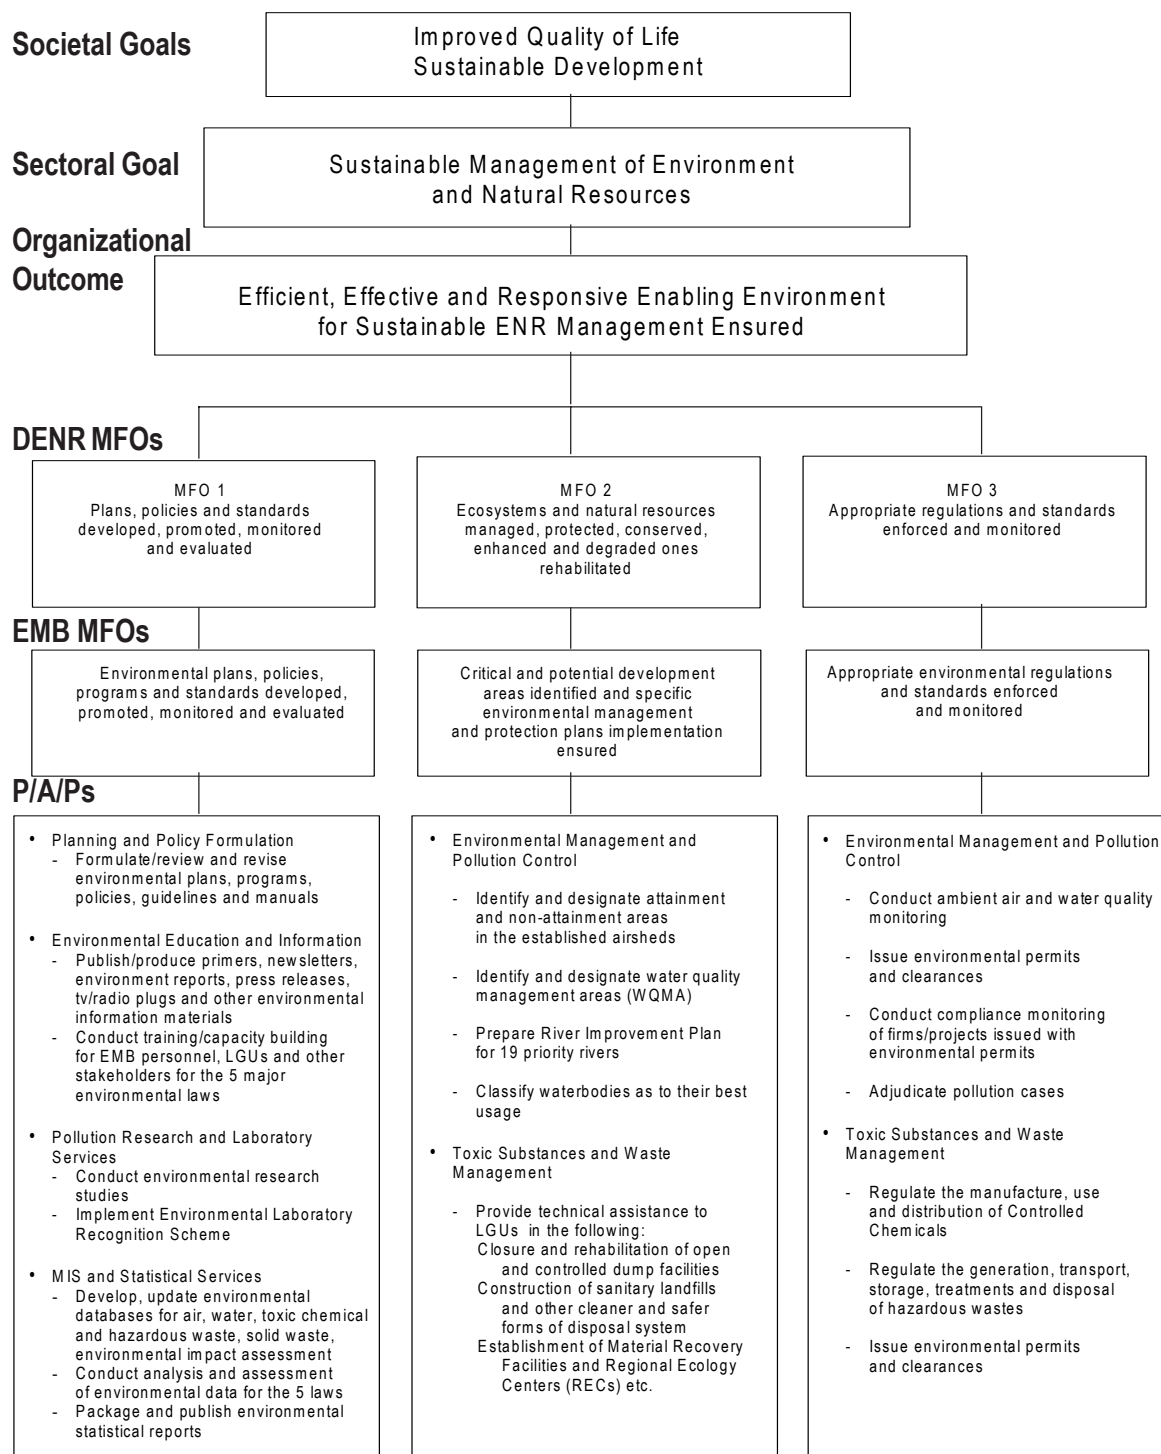 Societal Goals
Improved Quality of Life
Sustainable Development
Sectoral Goal
Sustainable Management of Environment
and Natural Resources
Organizational
Outcome
Efficient, Effective and Responsive Enabling Environment
for Sustainable ENR Management Ensured
DENR MFOs
MFO 1
Plans, policies and standards
developed, promoted, monitored
and evaluated
MFO 2
Ecosystems and natural resources
managed, protected, conserved,
enhanced and degraded ones
rehabilitated
MFO 3
Appropriate regulations and standards
enforced and monitored
EMB MFOs
Environmental plans, policies,
programs and standards developed,
promoted, monitored and evaluated
Critical and potential development
areas identified and specific
environmental management
and protection plans implementation
ensured
Appropriate environmental regulations
and standards enforced
and monitored
P/A/Ps
• Planning and Policy Formulation
- Formulate/review and revise
environmental plans, programs,
policies, guidelines and manuals
• Environmental Education and Information
- Publish/produce primers, newsletters,
environment reports, press releases,
tv/radio plugs and other environmental
information materials
- Conduct training/capacity building
for EMB personnel, LGUs and other
stakeholders for the 5 major
environmental laws
• Pollution Research and Laboratory
Services
- Conduct environmental research
studies
- Implement Environmental Laboratory
Recognition Scheme
• MIS and Statistical Services
- Develop, update environmental
databases for air, water, toxic chemical
and hazardous waste, solid waste,
environmental impact assessment
- Conduct analysis and assessment
of environmental data for the 5 laws
- Package and publish environmental
statistical reports
• Environmental Management and
Pollution Control
- Identify and designate attainment
and non-attainment areas
in the established airsheds
- Identify and designate water quality
management areas (WQMA)
- Prepare River Improvement Plan
for 19 priority rivers
- Classify waterbodies as to their best
usage
• Toxic Substances and Waste
Management
- Provide technical assistance to
LGUs in the following:
Closure and rehabilitation of open
and controlled dump facilities
Construction of sanitary landfills
and other cleaner and safer
forms of disposal system
Establishment of Material Recovery
Facilities and Regional Ecology
Centers (RECs) etc.
• Environmental Management and Pollution
Control
- Conduct ambient air and water quality
monitoring
- Issue environmental permits
and clearances
- Conduct compliance monitoring
of firms/projects issued with
environmental permits
- Adjudicate pollution cases
• Toxic Substances and Waste
Management
- Regulate the manufacture, use
and distribution of Controlled
Chemicals
- Regulate the generation, transport,
storage, treatments and disposal
of hazardous wastes
- Issue environmental permits
and clearances